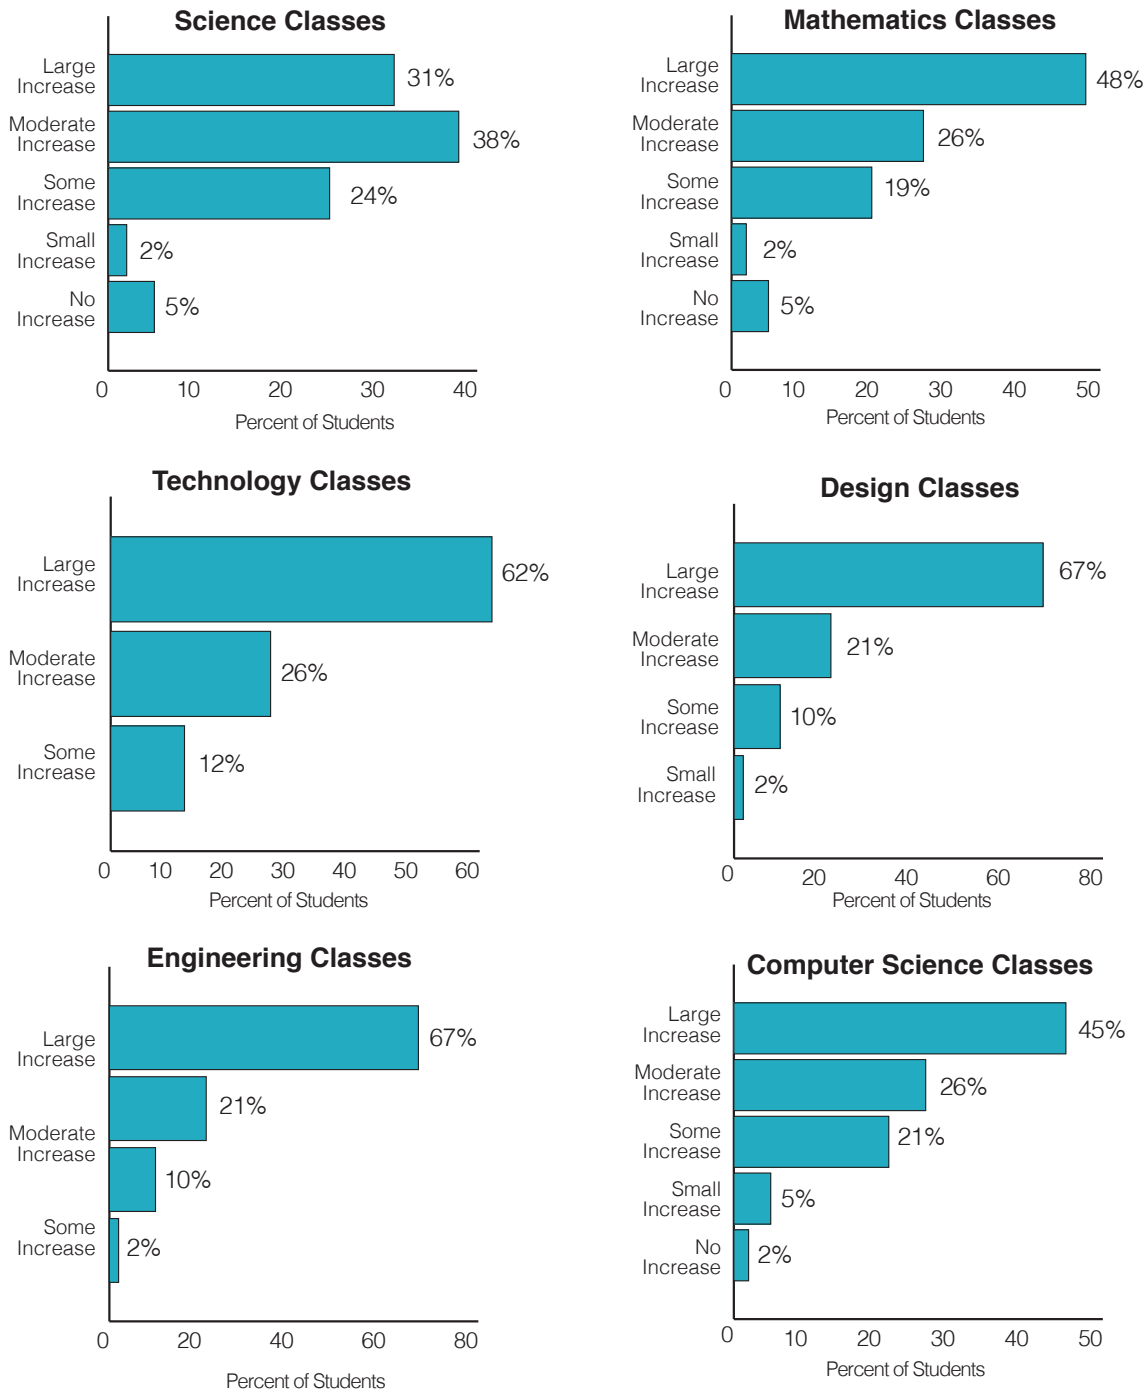 Science Classes
Large
Increase
31%
Moderate
Increase
38%
Some
Increase
24%
Small
Increase
2%
No
Increase
5%
0 10 20 30 40
Percent of Students
Mathematics Classes
Large
Increase
48%
Moderate
Increase
26%
Some
Increase
19%
Small
Increase
2%
No
Increase
5%
0 10 20 30 40 50
Percent of Students
Technology Classes
Large
Increase
62%
Moderate
Increase
26%
Some
Increase
12%
0 10 20 30 40 50 60
Percent of Students
Design Classes
Large
Increase
67%
Moderate
Increase
21%
Some
Increase
10%
Small
Increase
2%
0 20 40 60 80
Percent of Students
Engineering Classes
Large
Increase
67%
21%
Moderate
Increase
10%
Some
Increase
2%
0 20 40 60 80
Percent of Students
Computer Science Classes
Large
Increase
45%
Moderate
Increase
26%
Some
Increase
21%
Small
Increase
5%
No
Increase
2%
0 10 20 30 40 50
Percent of Students